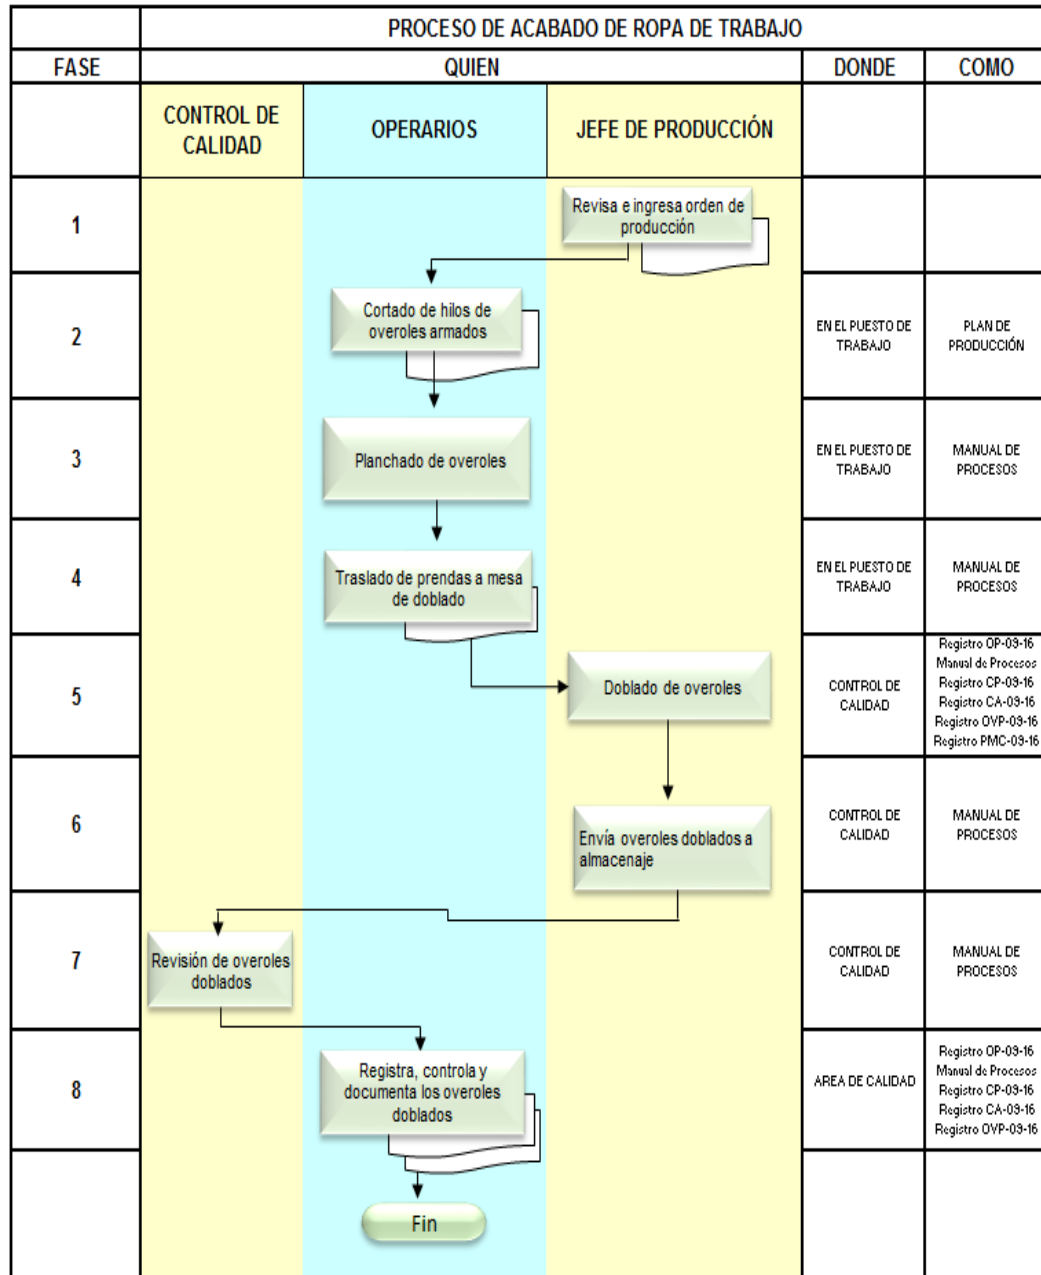 PROCESO DE ACABADO DE ROPA DE TRABAJO
FASE
QUIEN
DONDE
COMO
CONTROL DE
CALIDAD
OPERARIOS
JEFE DE PRODUCCIÓN
1
Revisa e ingresa orden de
producción
2
Cortado de hilos de
overoles armados
EN EL PUESTO DE
TRABAJO
PLAN DE
PRODUCCIÓN
3
Planchado de overoles
EN EL PUESTO DE
TRABAJO
MANUAL DE
PROCESOS
4
Traslado de prendas a mesa
de doblado
EN EL PUESTO DE
TRABAJO
MANUAL DE
PROCESOS
5
Doblado de overoles
CONTROL DE
CALIDAD
Registro OP-09-16
Manual de Procesos
Registro CP-09-16
Registro CA-09-16
Registro OVP-09-16
Registro PMC-09-16
6
Envía overoles doblados a
almacenaje
CONTROL DE
CALIDAD
MANUAL DE
PROCESOS
7
Revisión de overoles
doblados
CONTROL DE
CALIDAD
MANUAL DE
PROCESOS
8
Registra, controla y
documenta los overoles
doblados
AREA DE CALIDAD
Registro OP-09-16
Manual de Procesos
Registro CP-09-16
Registro CA-09-16
Registro OVP-09-16
Fin